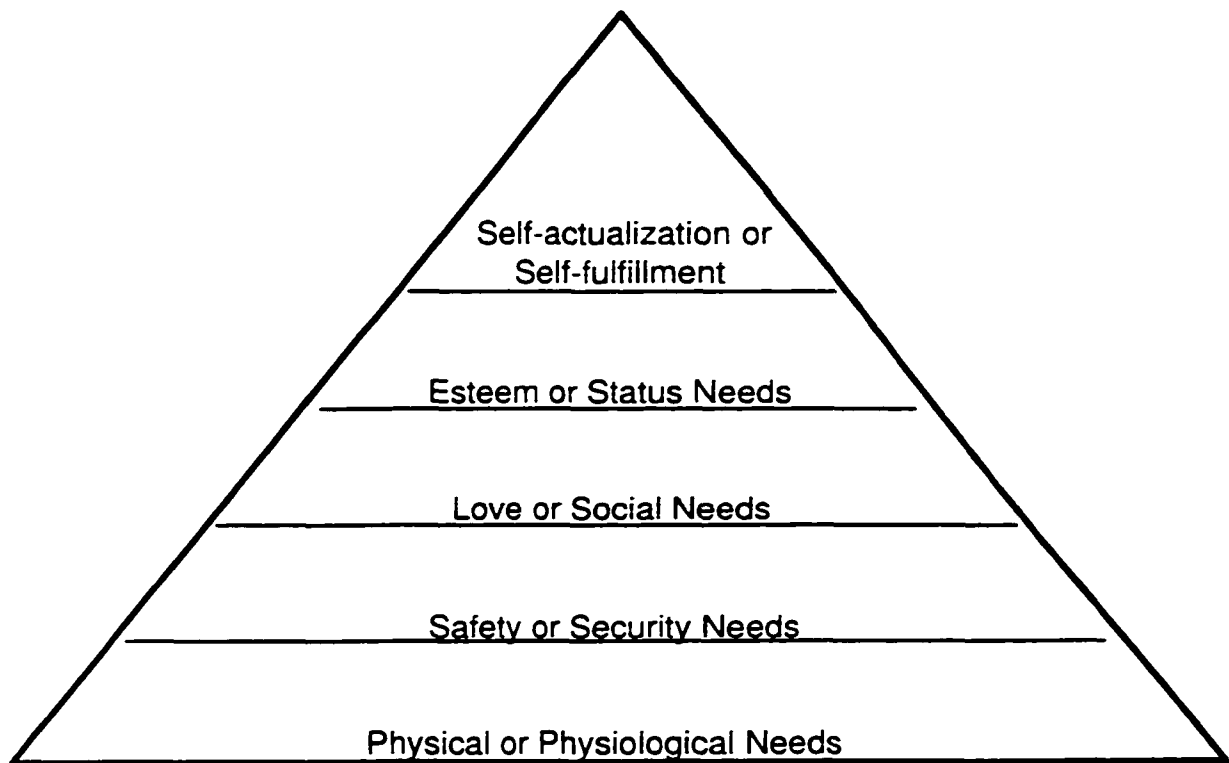 Self-actualization or
Self-fulfillment
Esteem or Status Needs
Love or Social Needs
Safety or Security Needs
Physical or Physiological Needs